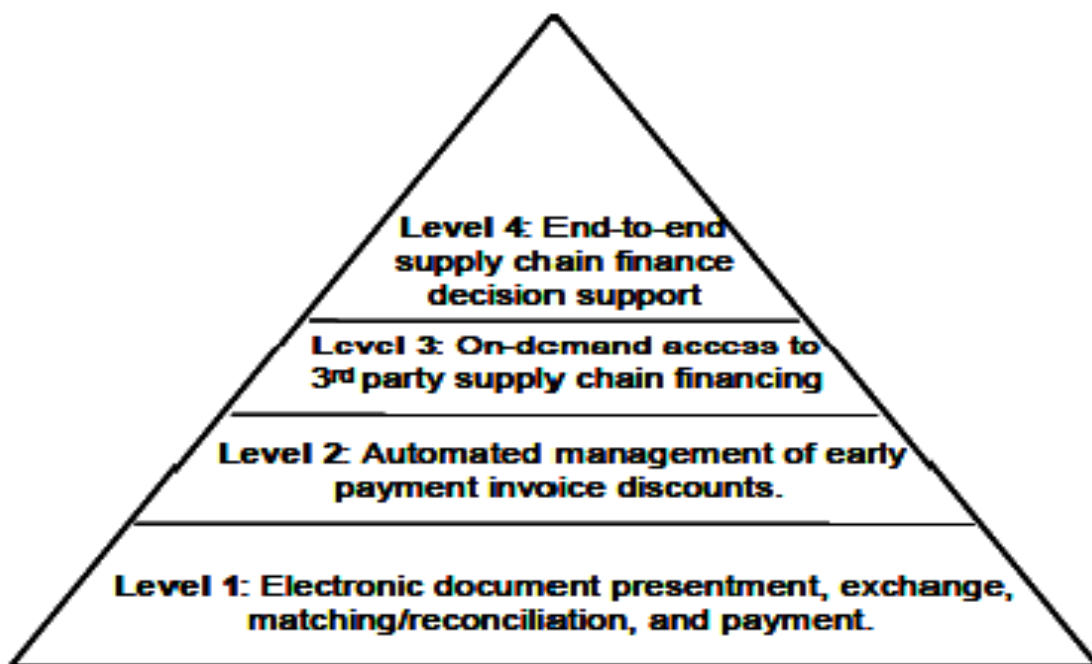 Level 4: End-to-end
supply chain finance
decision support
Level 3: On-demand access to
3rd party supply chain financing
Level 2: Automated management of early
payment invoice discounts.
Level 1: Electronic document presentment, exchange,
matching/reconciliation, and payment.